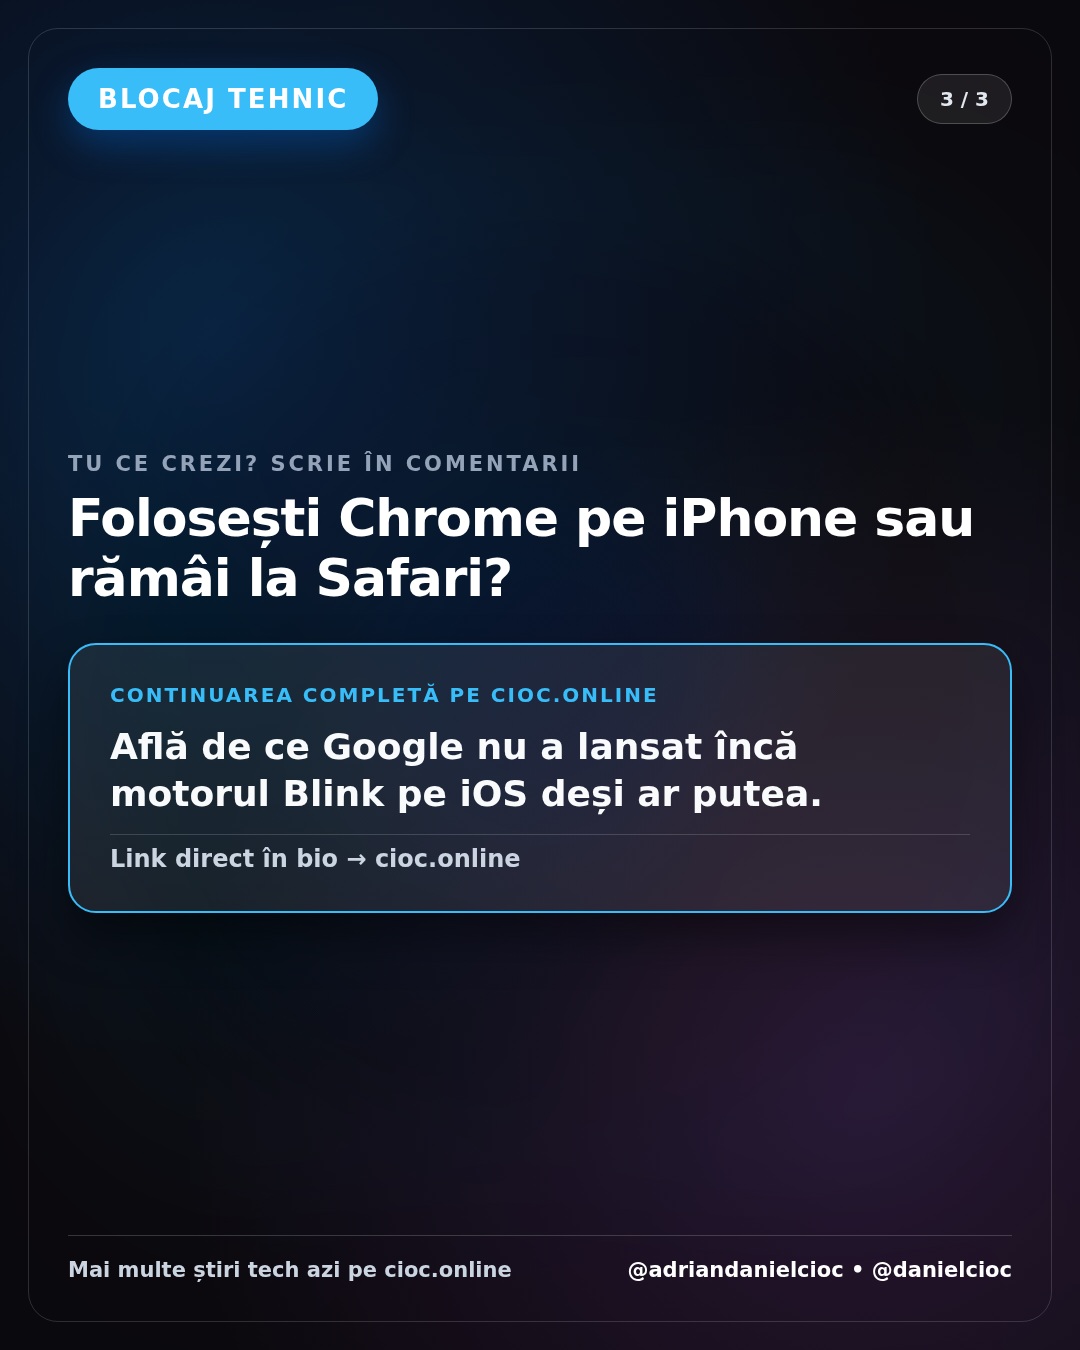 BLOCAJ TEHNIC
3 / 3
TU CE CREZI? SCRIE ÎN COMENTARII
Folosești Chrome pe iPhone sau
rămâi la Safari?
CONTINUAREA COMPLETĂ PE CIOC.ONLINE
Află de ce Google nu a lansat încă
motorul Blink pe iOS deși ar putea.
Link direct în bio → cioc.online
Mai multe știri tech azi pe cioc.online
@adriandanielcioc • @danielcioc